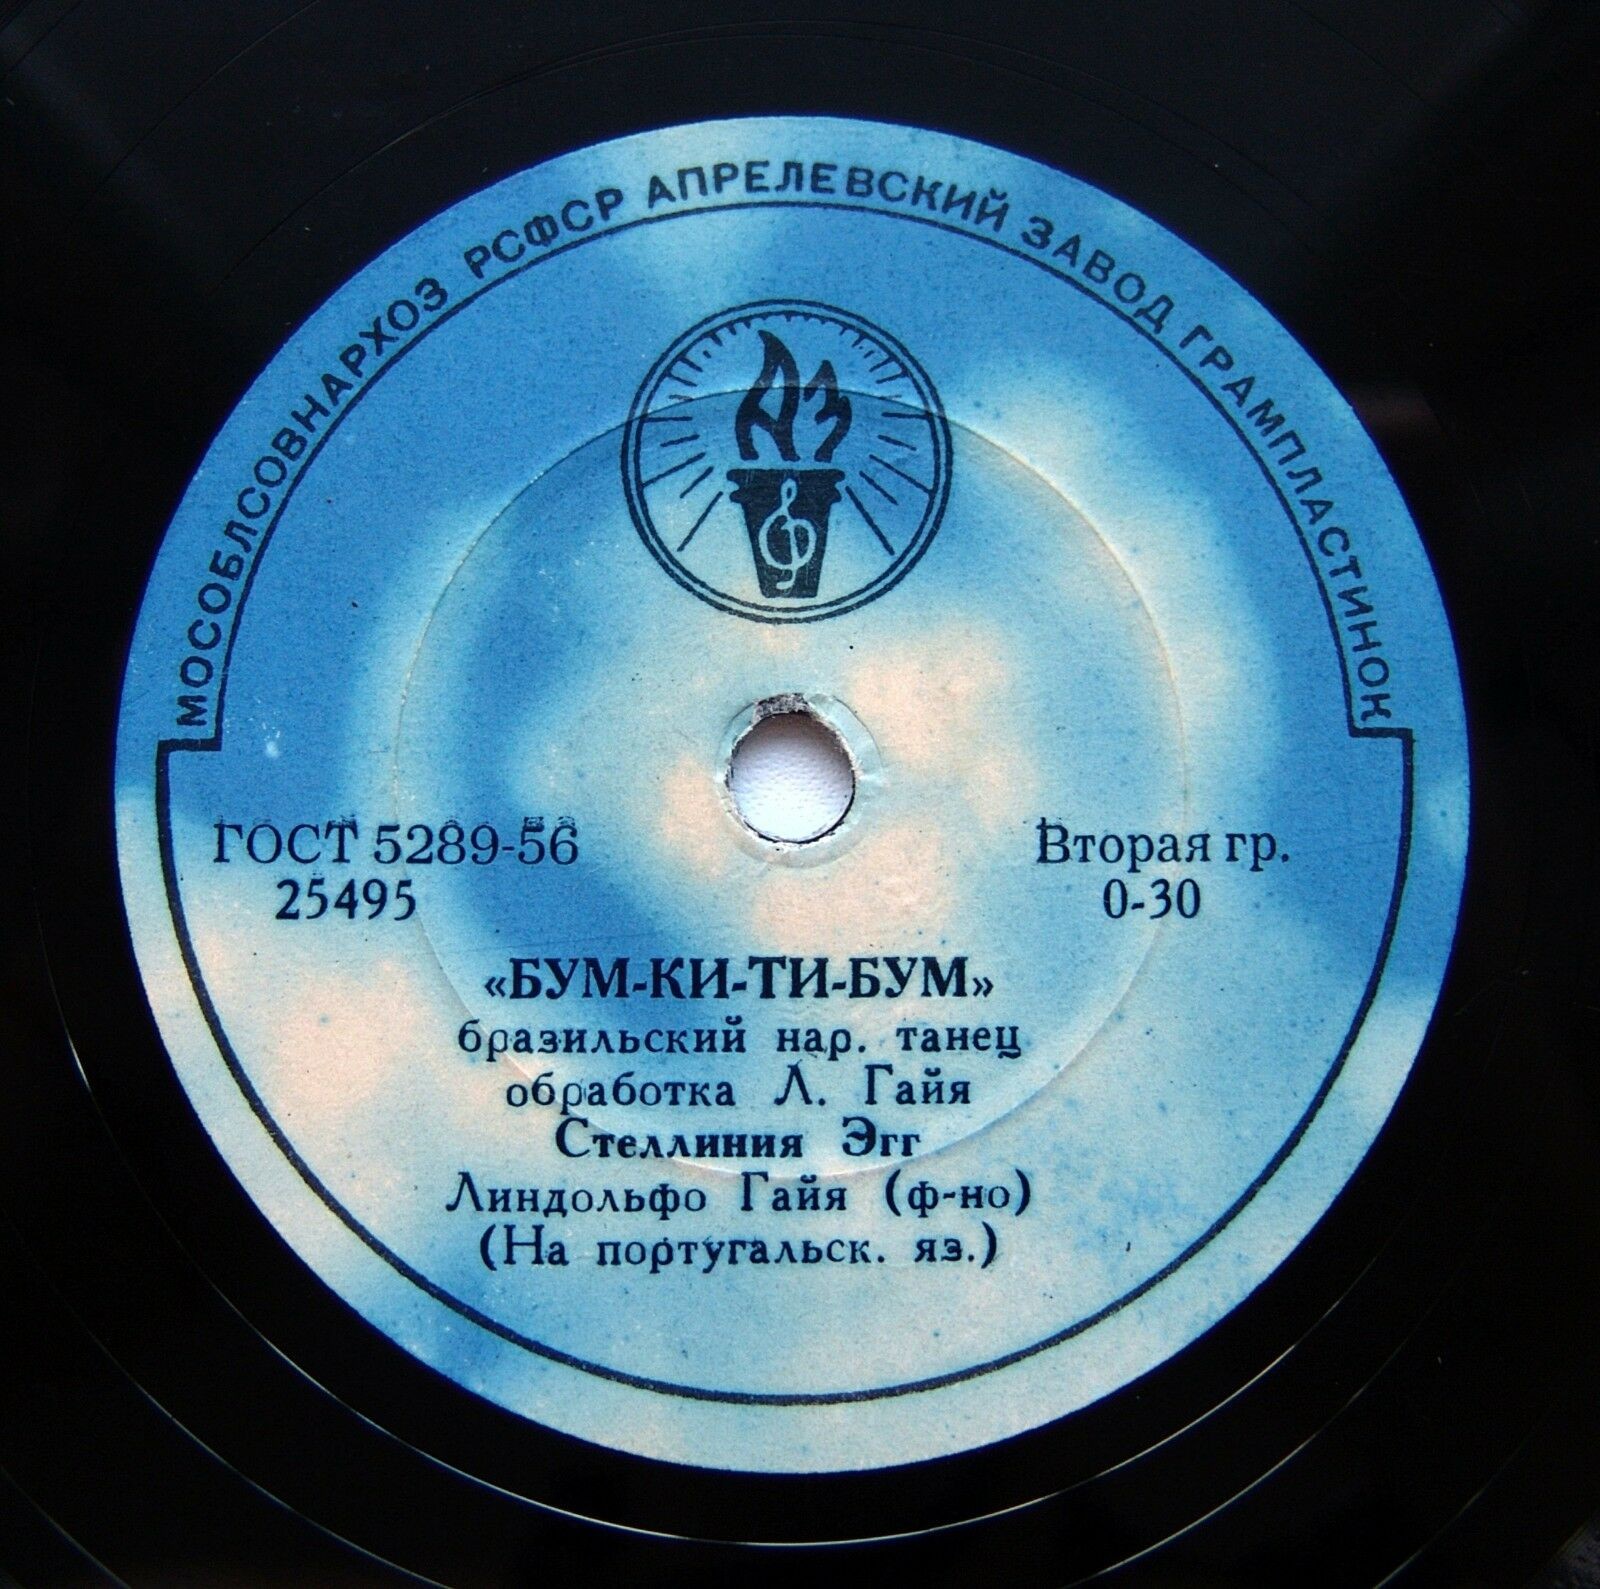 МОСОБЛСОВНАРХОЗ РСФСР АПРЕЛЕВСКИЙ ЗАВОД ГРАМПЛАСТИНОК
АЗ
ГОСТ 5289-56
25495
Вторая гр.
0-30
«БУМ-КИ-ТИ-БУМ»
бразильский нар. танец
обработка Л. Гайя
Стеллиния Эгг
Линдольфо Гайя (ф-но)
(На португальск. яз.)